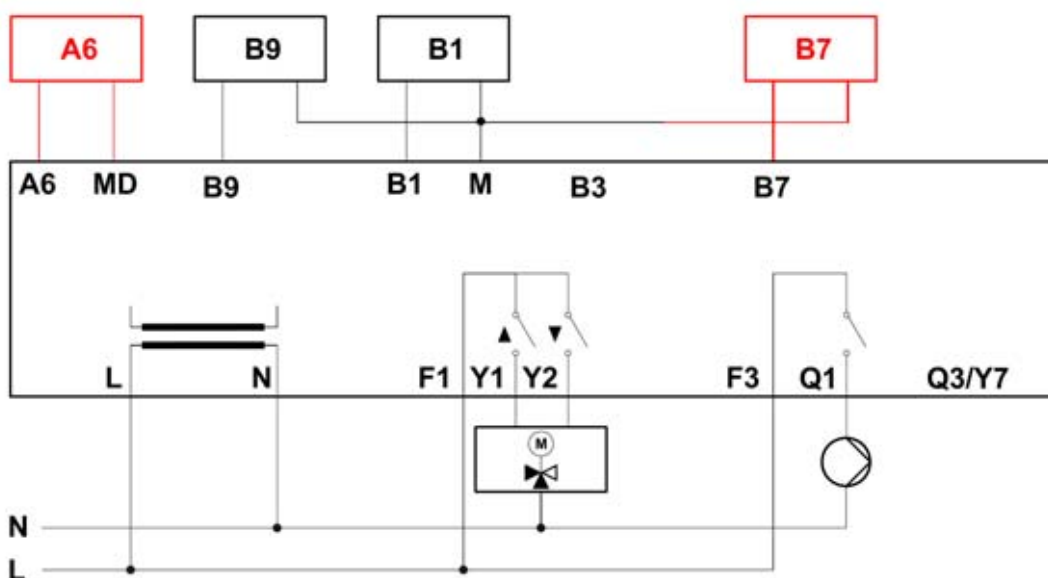 A6 B9 B1 B7
A6 MD B9 B1 M B3 B7
L N F1 Y1 Y2 F3 Q1 Q3/Y7
M
N
L